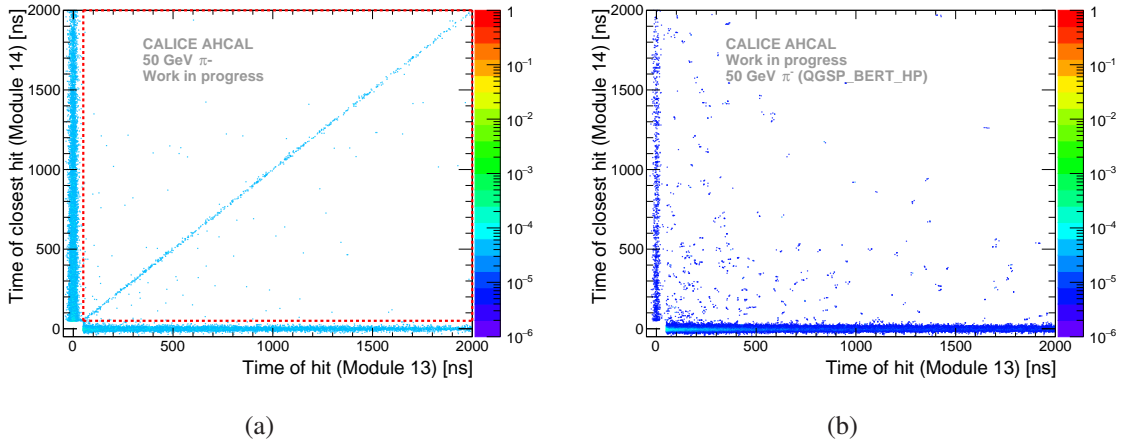 Time of closest hit (Module 14) [ns]
2000
1500
1000
500
0
CALICE AHCAL
50 GeV π-
Work in progress
0 500 1000 1500 2000
Time of hit (Module 13) [ns]
1
10⁻¹
10⁻²
10⁻³
10⁻⁴
10⁻⁵
10⁻⁶
(a)
Time of closest hit (Module 14) [ns]
2000
1500
1000
500
0
CALICE AHCAL
Work in progress
50 GeV π⁻ (QGSP_BERT_HP)
0 500 1000 1500 2000
Time of hit (Module 13) [ns]
1
10⁻¹
10⁻²
10⁻³
10⁻⁴
10⁻⁵
10⁻⁶
(b)